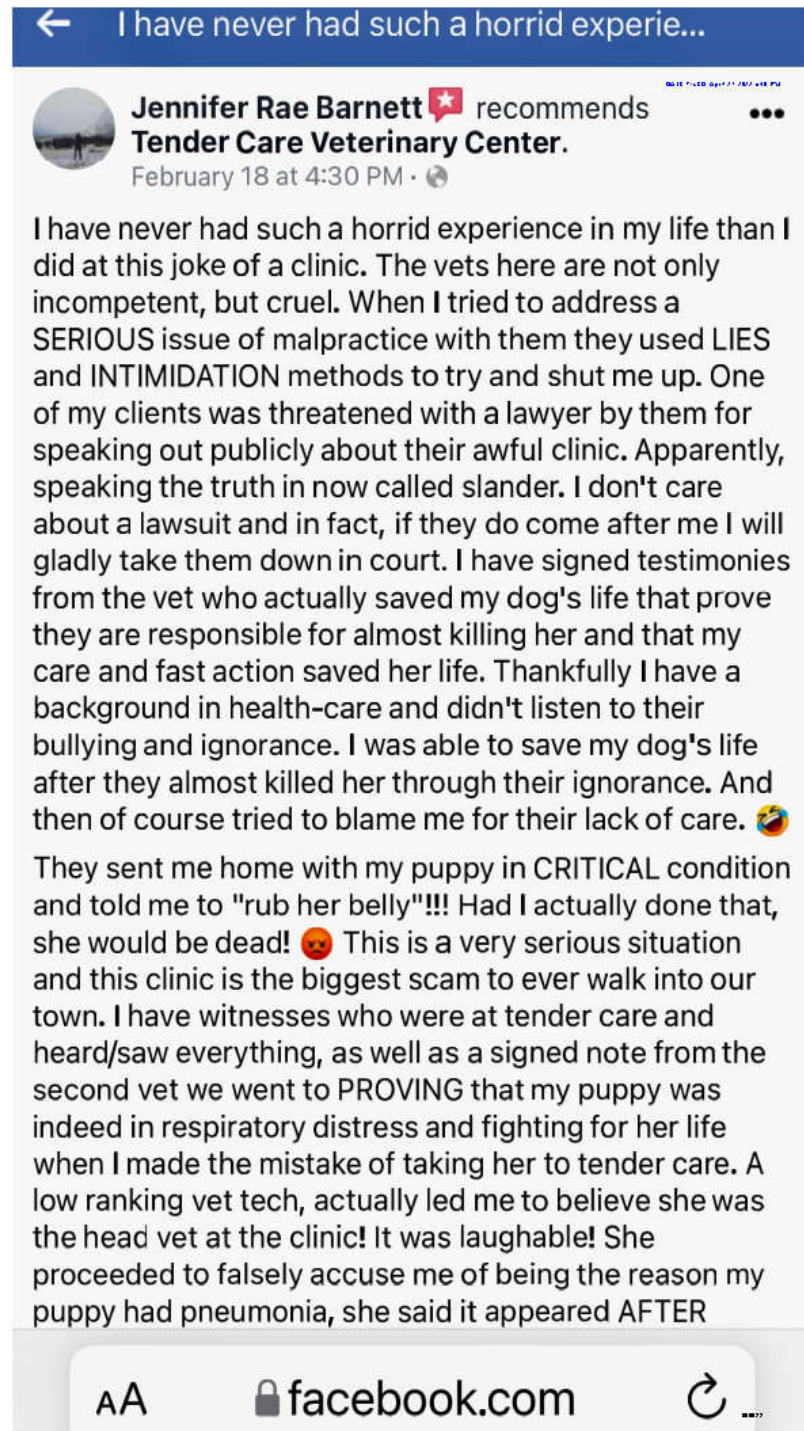 I have never had such a horrid experie...
Jennifer Rae Barnett recommends
Tender Care Veterinary Center.
February 18 at 4:30 PM ·
I have never had such a horrid experience in my life than I
did at this joke of a clinic. The vets here are not only
incompetent, but cruel. When I tried to address a
SERIOUS issue of malpractice with them they used LIES
and INTIMIDATION methods to try and shut me up. One
of my clients was threatened with a lawyer by them for
speaking out publicly about their awful clinic. Apparently,
speaking the truth in now called slander. I don't care
about a lawsuit and in fact, if they do come after me I will
gladly take them down in court. I have signed testimonies
from the vet who actually saved my dog's life that prove
they are responsible for almost killing her and that my
care and fast action saved her life. Thankfully I have a
background in health-care and didn't listen to their
bullying and ignorance. I was able to save my dog's life
after they almost killed her through their ignorance. And
then of course tried to blame me for their lack of care. 🤣
They sent me home with my puppy in CRITICAL condition
and told me to "rub her belly"!!! Had I actually done that,
she would be dead! 😡 This is a very serious situation
and this clinic is the biggest scam to ever walk into our
town. I have witnesses who were at tender care and
heard/saw everything, as well as a signed note from the
second vet we went to PROVING that my puppy was
indeed in respiratory distress and fighting for her life
when I made the mistake of taking her to tender care. A
low ranking vet tech, actually led me to believe she was
the head vet at the clinic! It was laughable! She
proceeded to falsely accuse me of being the reason my
puppy had pneumonia, she said it appeared AFTER
AA facebook.com